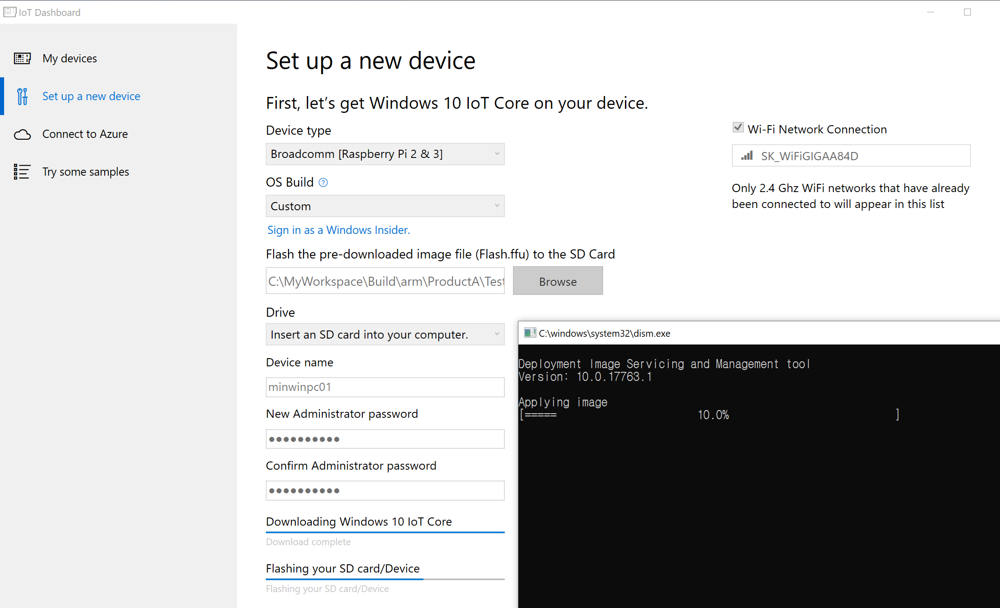 IoT Dashboard
My devices
Set up a new device
Connect to Azure
Try some samples
Set up a new device
First, let's get Windows 10 IoT Core on your device.
Device type
Broadcomm [Raspberry Pi 2 & 3]
OS Build ?
Custom
Sign in as a Windows Insider.
Flash the pre-downloaded image file (Flash.ffu) to the SD Card
C:\MyWorkspace\Build\arm\ProductA\Test
Browse
Drive
Insert an SD card into your computer.
Device name
minwinpc01
New Administrator password
●●●●●●●●●●
Confirm Administrator password
●●●●●●●●●●
Downloading Windows 10 IoT Core
Download complete
Flashing your SD card/Device
Flashing your SD card/Device
Wi-Fi Network Connection
SK_WiFiGIGAA84D
Only 2.4 Ghz WiFi networks that have already
been connected to will appear in this list
C:\windows\system32\dism.exe
Deployment Image Servicing and Management tool
Version: 10.0.17763.1
Applying image
[===== 10.0% ]